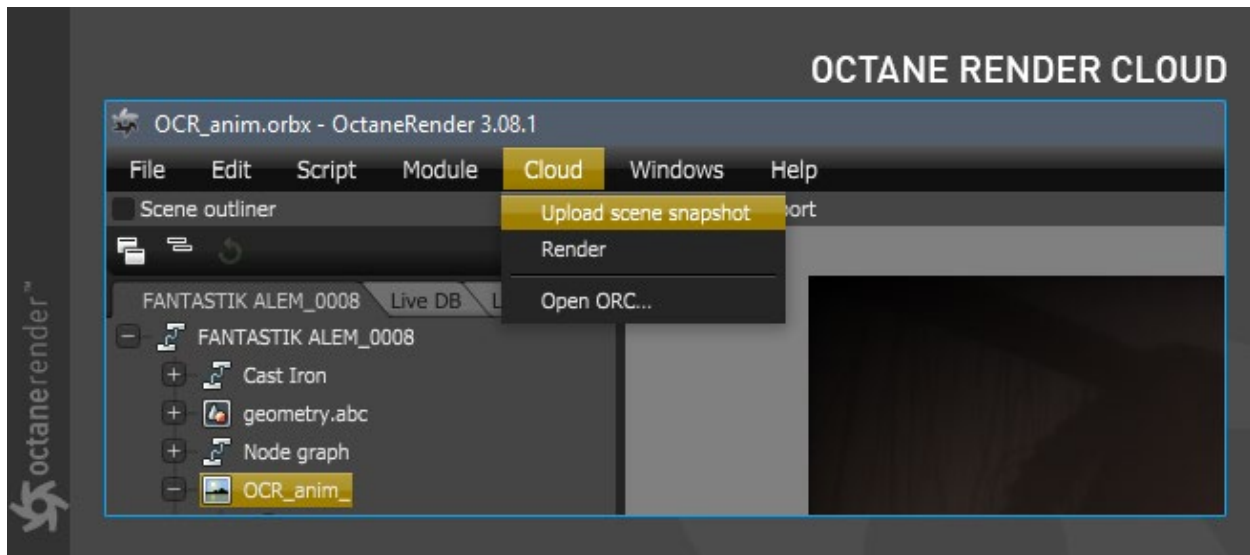 OCTANE RENDER CLOUD
OCR_anim.orbx - OctaneRender 3.08.1
File Edit Script Module Cloud Windows Help
Scene outliner
Upload scene snapshot
Render
Open ORC...
FANTASTIK ALEM_0008 Live DB
FANTASTIK ALEM_0008
Cast Iron
geometry.abc
Node graph
OCR_anim_
octanerender™